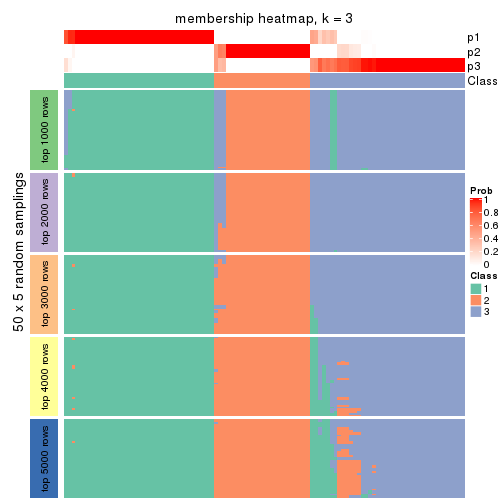 membership heatmap, k = 3
p1
p2
p3
Class
50 x 5 random samplings
top 1000 rows
top 2000 rows
top 3000 rows
top 4000 rows
top 5000 rows
Prob
1
0.8
0.6
0.4
0.2
0
Class
1
2
3